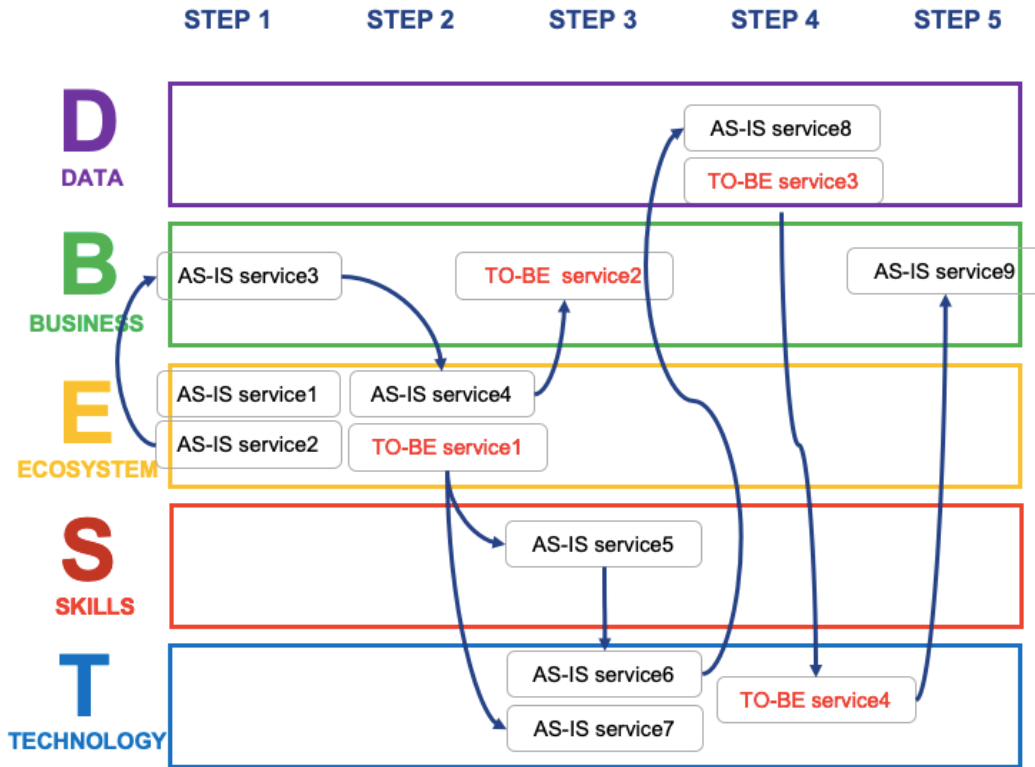 STEP 1 STEP 2 STEP 3 STEP 4 STEP 5
D
DATA
AS-IS service8
TO-BE service3
B
BUSINESS
AS-IS service3
TO-BE service2
AS-IS service9
E
ECOSYSTEM
AS-IS service1
AS-IS service4
AS-IS service2
TO-BE service1
S
SKILLS
AS-IS service5
T
TECHNOLOGY
AS-IS service6
TO-BE service4
AS-IS service7